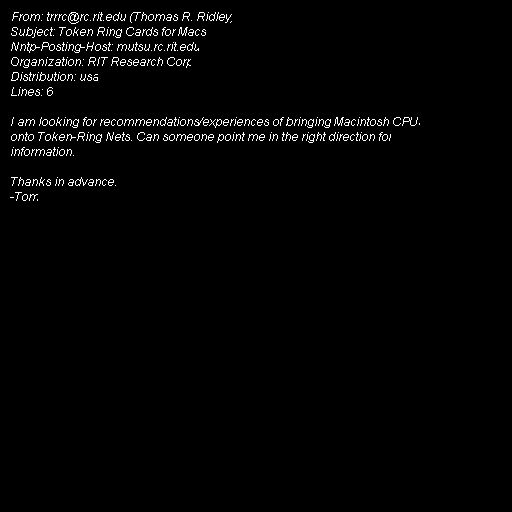 From: trrrc@rc.rit.edu (Thomas R. Ridley)
Subject: Token Ring Cards for Macs
Nntp-Posting-Host: mutsu.rc.rit.edu
Organization: RIT Research Corp.
Distribution: usa
Lines: 6

I am looking for recommendations/experiences of bringing Macintosh CPUs
onto Token-Ring Nets. Can someone point me in the right direction for
information.

Thanks in advance.
-Tom